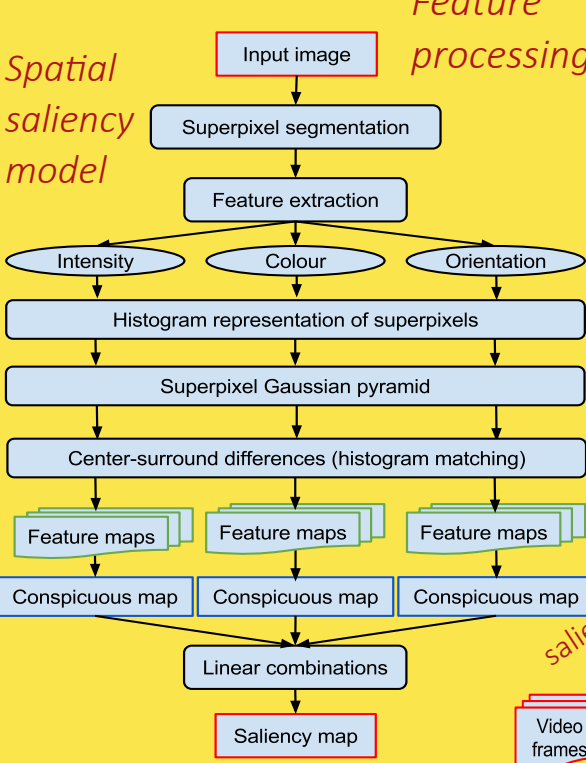 Feature
processing
Spatial
saliency
model
Input image
Superpixel segmentation
Feature extraction
Intensity
Colour
Orientation
Histogram representation of superpixels
Superpixel Gaussian pyramid
Center-surround differences (histogram matching)
Feature maps
Feature maps
Feature maps
Conspicuous map
Conspicuous map
Conspicuous map
Linear combinations
Saliency map
Video
frames